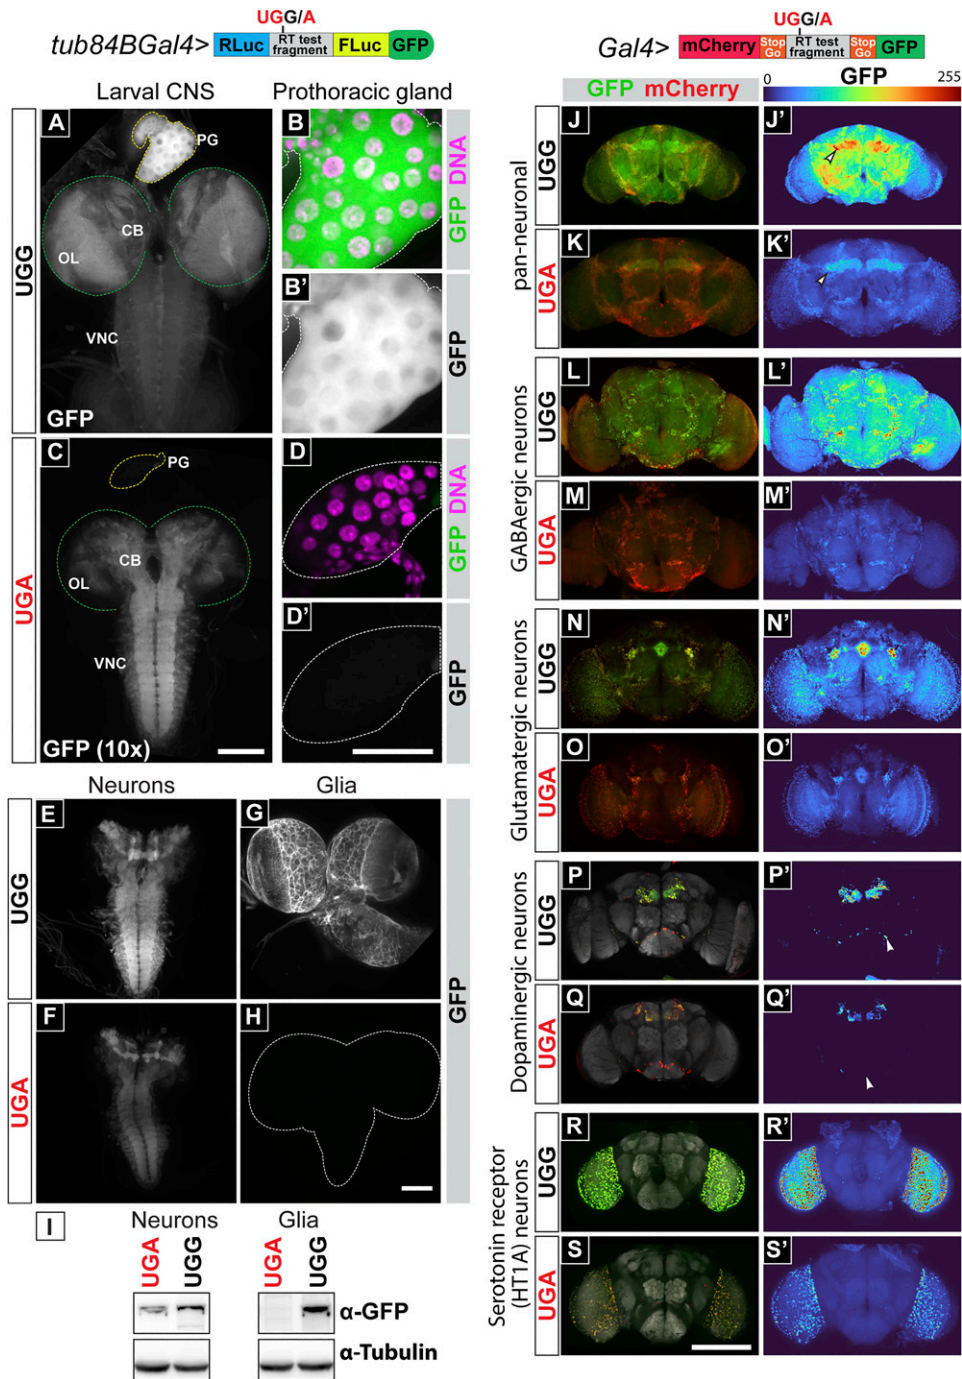 UGG/A
tub84BGal4>
RLuc
RT test
fragment
FLuc
GFP
Larval CNS
Prothoracic gland
UGG
A
PG
CB
OL
VNC
GFP
B
GFP DNA
B'
GFP
UGA
C
PG
CB
OL
VNC
GFP (10x)
D
GFP DNA
D'
GFP
Neurons
Glia
UGG
E
G
UGA
F
H
GFP
I
Neurons
Glia
UGA
UGG
UGA
UGG
α-GFP
α-Tubulin
UGG/A
Gal4>
mCherry
Stop
Go
RT test
fragment
Stop
Go
GFP
GFP mCherry
0
GFP
255
pan-neuronal
UGG
J
J'
UGA
K
K'
GABAergic neurons
UGG
L
L'
UGA
M
M'
Glutamatergic neurons
UGG
N
N'
UGA
O
O'
Dopaminergic neurons
UGG
P
P'
UGA
Q
Q'
Serotonin receptor
(HT1A) neurons
UGG
R
R'
UGA
S
S'